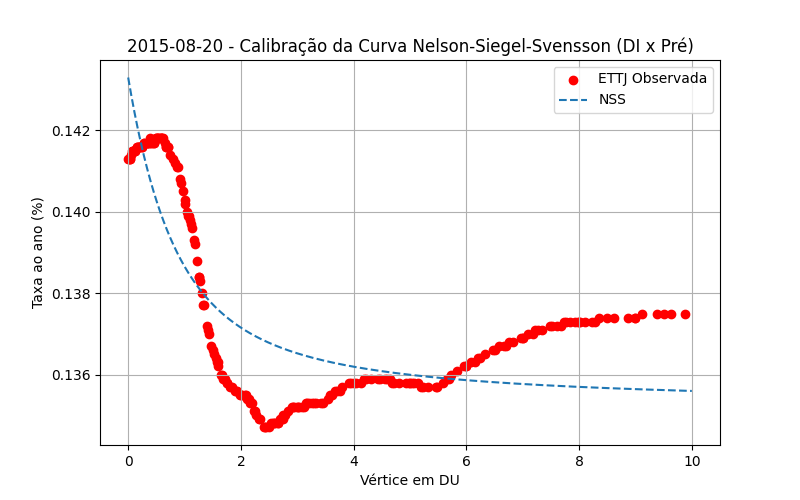 2015-08-20 - Calibração da Curva Nelson-Siegel-Svensson (DI x Pré)
ETTJ Observada
NSS
Taxa ao ano (%)
0.142
0.140
0.138
0.136
0 2 4 6 8 10
Vértice em DU